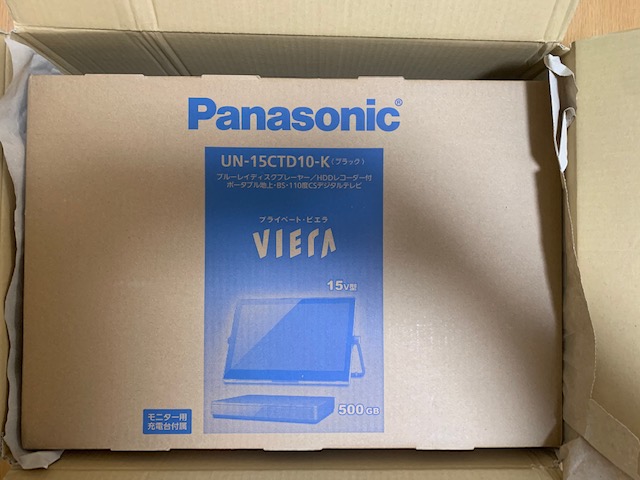 Panasonic®
UN-15CTD10-K(ブラック)
ブルーレイディスクプレーヤー/HDDレコーダー付
ポータブル地上・BS・110度CSデジタルテレビ
プライベート・ビエラ
VIERA
15V型
500GB
モニター用
充電台付属